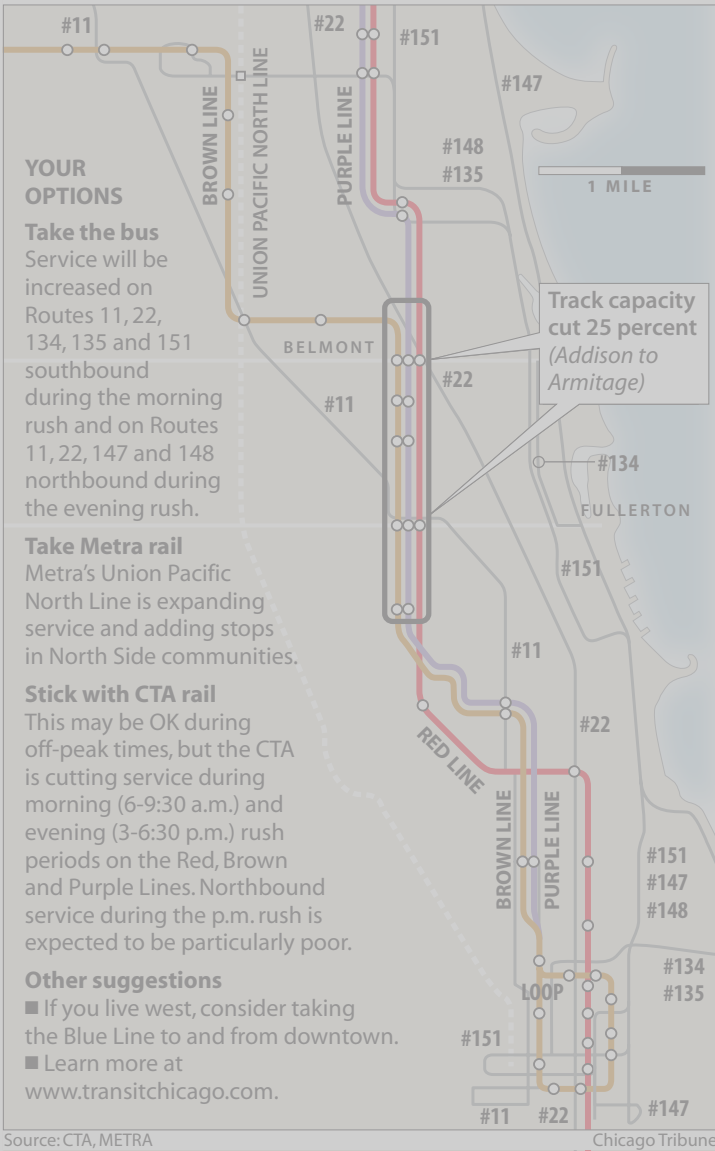 #11
#22
#151
#147
BROWN LINE
UNION PACIFIC NORTH LINE
PURPLE LINE
#148
#135
1 MILE
YOUR
OPTIONS
Take the bus
Service will be
increased on
Routes 11, 22,
134, 135 and 151
southbound
during the morning
rush and on Routes
11, 22, 147 and 148
northbound during
the evening rush.
Take Metra rail
Metra's Union Pacific
North Line is expanding
service and adding stops
in North Side communities.
Stick with CTA rail
This may be OK during
off-peak times, but the CTA
is cutting service during
morning (6-9:30 a.m.) and
evening (3-6:30 p.m.) rush
periods on the Red, Brown
and Purple Lines. Northbound
service during the p.m. rush is
expected to be particularly poor.
Other suggestions
■ If you live west, consider taking
the Blue Line to and from downtown.
■ Learn more at
www.transitchicago.com.
Track capacity
cut 25 percent
(Addison to
Armitage)
BELMONT
#22
#11
#134
FULLERTON
#151
#11
#22
RED LINE
BROWN LINE
PURPLE LINE
#151
#147
#148
#134
#135
LOOP
#151
#11
#22
#147
Source: CTA, METRA
Chicago Tribune